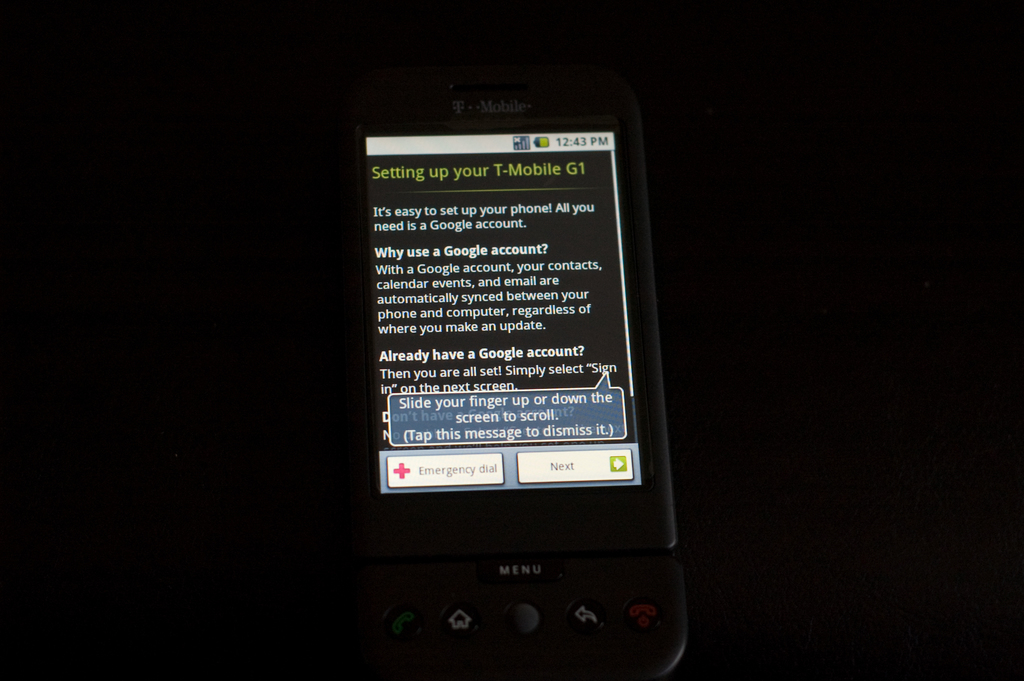 T··Mobile·
12:43 PM
Setting up your T-Mobile G1
It's easy to set up your phone! All you
need is a Google account.
Why use a Google account?
With a Google account, your contacts,
calendar events, and email are
automatically synced between your
phone and computer, regardless of
where you make an update.
Already have a Google account?
Then you are all set! Simply select "Sign
in" on the next screen.
Don't have a Google account?
Slide your finger up or down the
screen to scroll.
(Tap this message to dismiss it.)
Emergency dial
Next
MENU